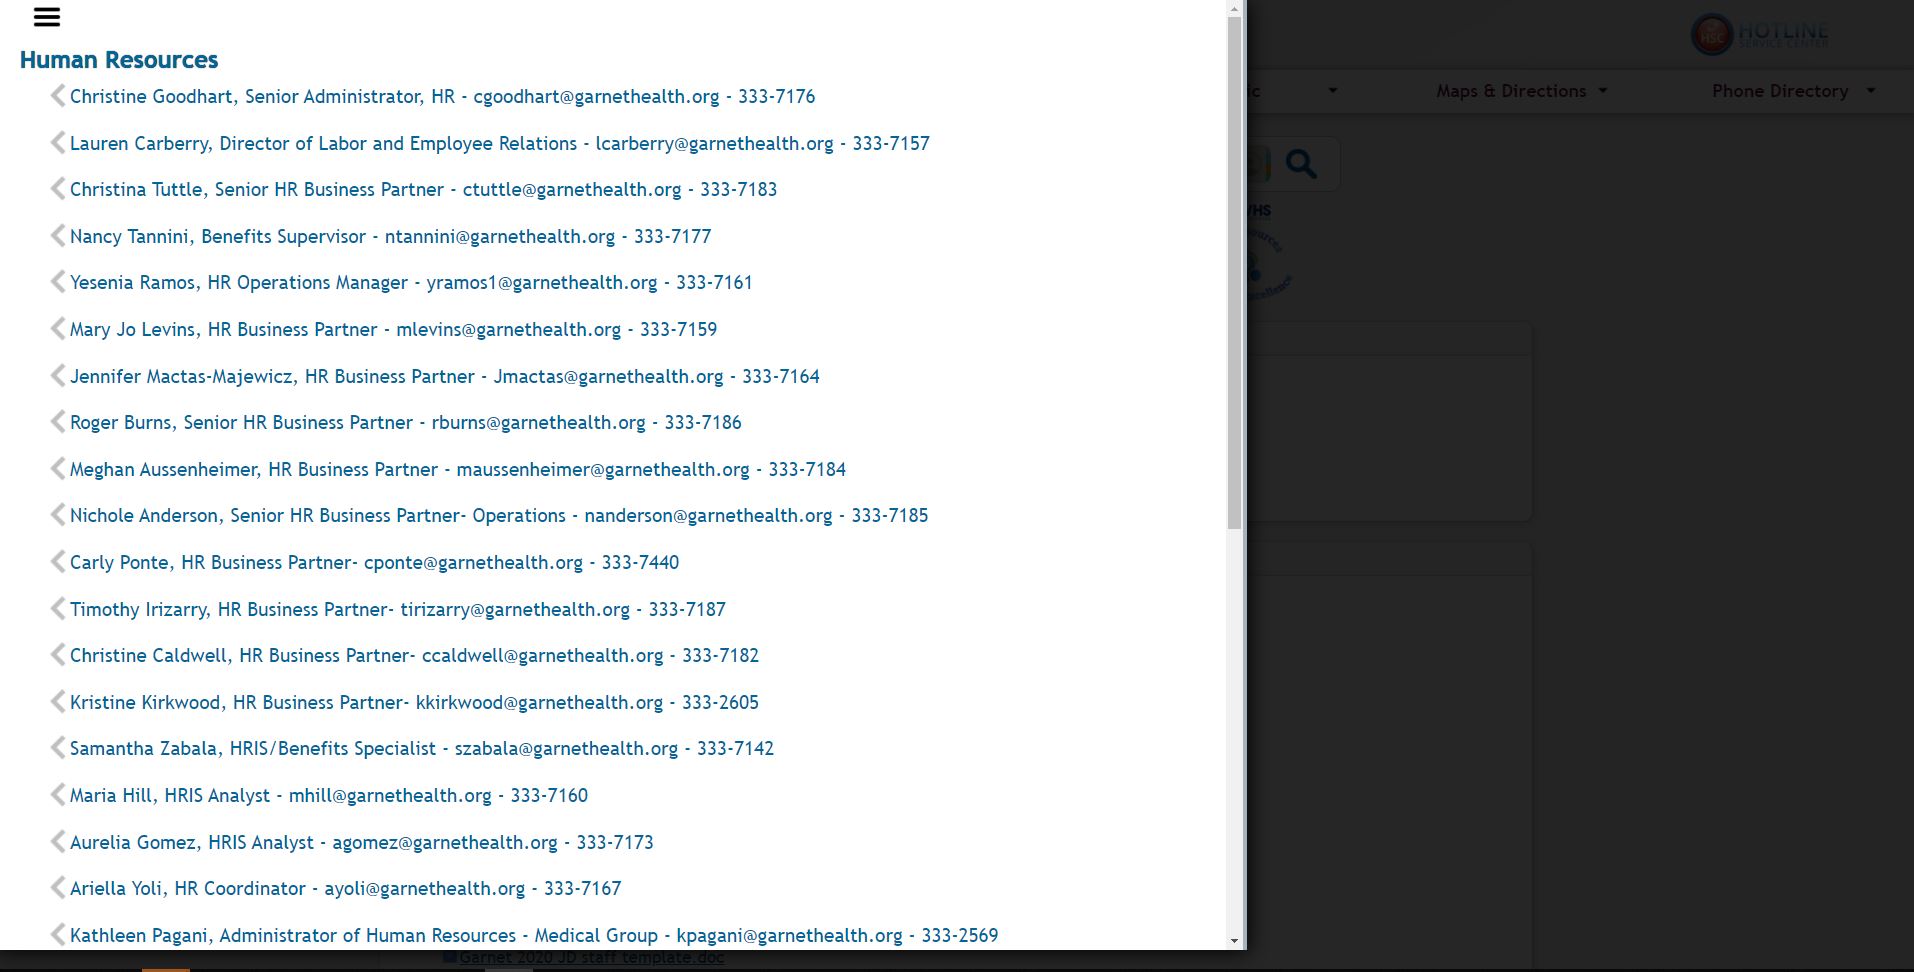 HSC HOTLINE
SERVICE CENTER
ic
Maps & Directions
Phone Directory
Human Resources
Christine Goodhart, Senior Administrator, HR - cgoodhart@garnethealth.org - 333-7176
Lauren Carberry, Director of Labor and Employee Relations - lcarberry@garnethealth.org - 333-7157
Christina Tuttle, Senior HR Business Partner - ctuttle@garnethealth.org - 333-7183
Nancy Tannini, Benefits Supervisor - ntannini@garnethealth.org - 333-7177
Yesenia Ramos, HR Operations Manager - yramos1@garnethealth.org - 333-7161
Mary Jo Levins, HR Business Partner - mlevins@garnethealth.org - 333-7159
Jennifer Mactas-Majewicz, HR Business Partner - Jmactas@garnethealth.org - 333-7164
Roger Burns, Senior HR Business Partner - rburns@garnethealth.org - 333-7186
Meghan Aussenheimer, HR Business Partner - maussenheimer@garnethealth.org - 333-7184
Nichole Anderson, Senior HR Business Partner- Operations - nanderson@garnethealth.org - 333-7185
Carly Ponte, HR Business Partner- cponte@garnethealth.org - 333-7440
Timothy Irizarry, HR Business Partner- tirizarry@garnethealth.org - 333-7187
Christine Caldwell, HR Business Partner- ccaldwell@garnethealth.org - 333-7182
Kristine Kirkwood, HR Business Partner- kkirkwood@garnethealth.org - 333-2605
Samantha Zabala, HRIS/Benefits Specialist - szabala@garnethealth.org - 333-7142
Maria Hill, HRIS Analyst - mhill@garnethealth.org - 333-7160
Aurelia Gomez, HRIS Analyst - agomez@garnethealth.org - 333-7173
Ariella Yoli, HR Coordinator - ayoli@garnethealth.org - 333-7167
Kathleen Pagani, Administrator of Human Resources - Medical Group - kpagani@garnethealth.org - 333-2569
Garnet 2020 JD staff template.doc